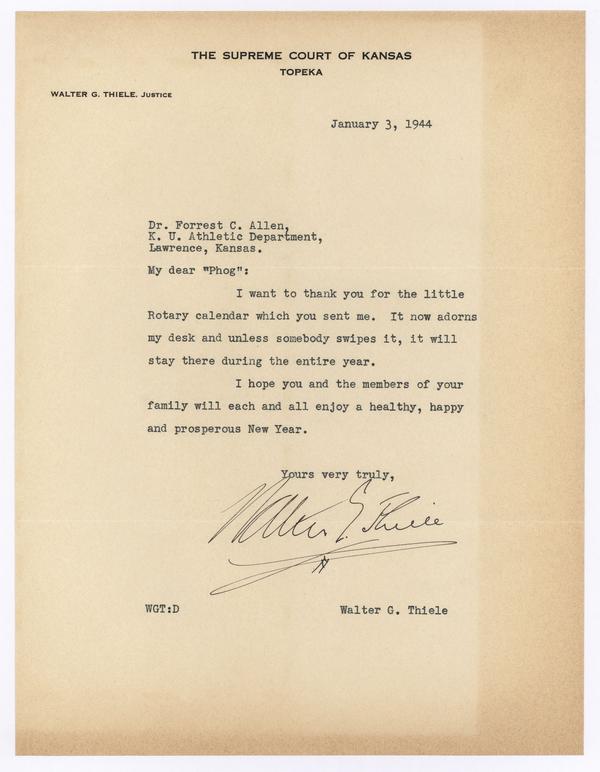 THE SUPREME COURT OF KANSAS
TOPEKA
WALTER G. THIELE, JUSTICE
January 3, 1944
Dr. Forrest C. Allen,
K. U. Athletic Department,
Lawrence, Kansas.
My dear "Phog":
I want to thank you for the little
Rotary calendar which you sent me. It now adorns
my desk and unless somebody swipes it, it will
stay there during the entire year.
I hope you and the members of your
family will each and all enjoy a healthy, happy
and prosperous New Year.
Yours very truly,
Walter G. Thiele
WGT:D Walter G. Thiele